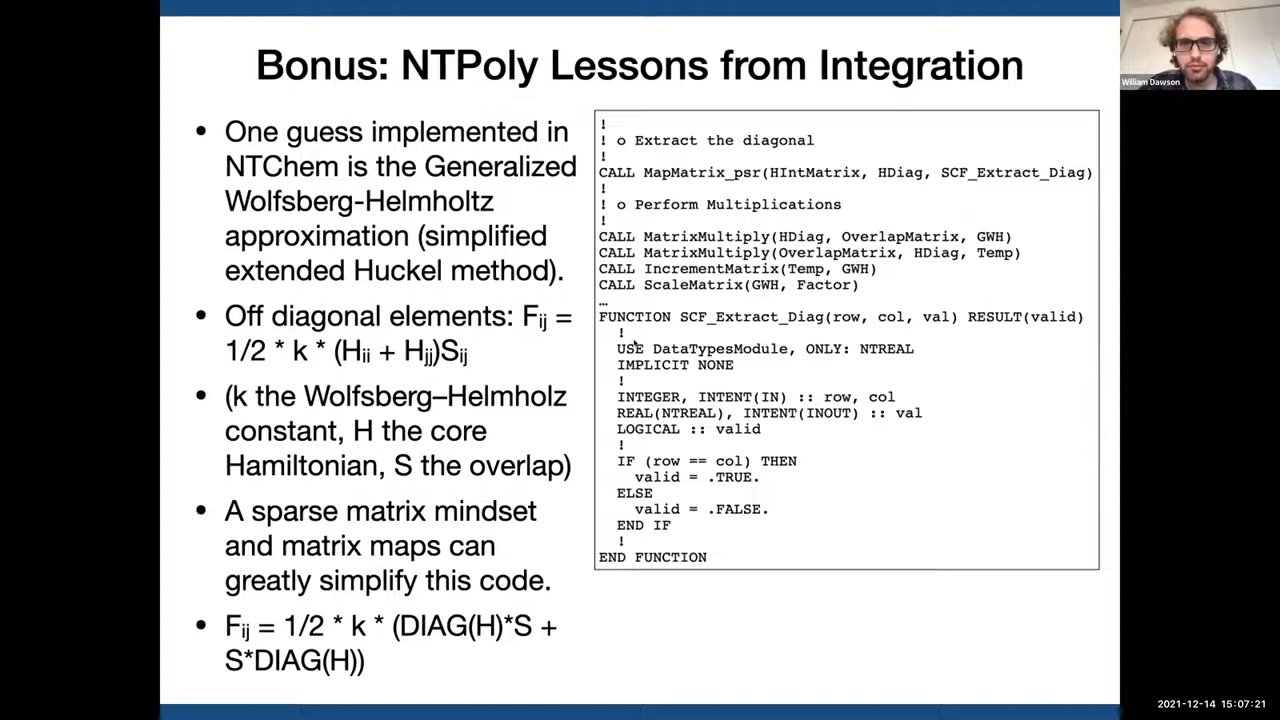 Bonus: NTPoly Lessons from Integration
• One guess implemented in
NTChem is the Generalized
Wolfsberg-Helmholtz
approximation (simplified
extended Huckel method).
• Off diagonal elements: Fij =
1/2 * k * (Hii + Hjj)Sij
• (k the Wolfsberg–Helmholz
constant, H the core
Hamiltonian, S the overlap)
• A sparse matrix mindset
and matrix maps can
greatly simplify this code.
• Fij = 1/2 * k * (DIAG(H)*S +
S*DIAG(H))
!
! o Extract the diagonal
!
CALL MapMatrix_psr(HIntMatrix, HDiag, SCF_Extract_Diag)
!
! o Perform Multiplications
!
CALL MatrixMultiply(HDiag, OverlapMatrix, GWH)
CALL MatrixMultiply(OverlapMatrix, HDiag, Temp)
CALL IncrementMatrix(Temp, GWH)
CALL ScaleMatrix(GWH, Factor)
…
FUNCTION SCF_Extract_Diag(row, col, val) RESULT(valid)
!
USE DataTypesModule, ONLY: NTREAL
IMPLICIT NONE
!
INTEGER, INTENT(IN) :: row, col
REAL(NTREAL), INTENT(INOUT) :: val
LOGICAL :: valid
!
IF (row == col) THEN
valid = .TRUE.
ELSE
valid = .FALSE.
END IF
!
END FUNCTION
William Dawson
2021-12-14 15:07:21